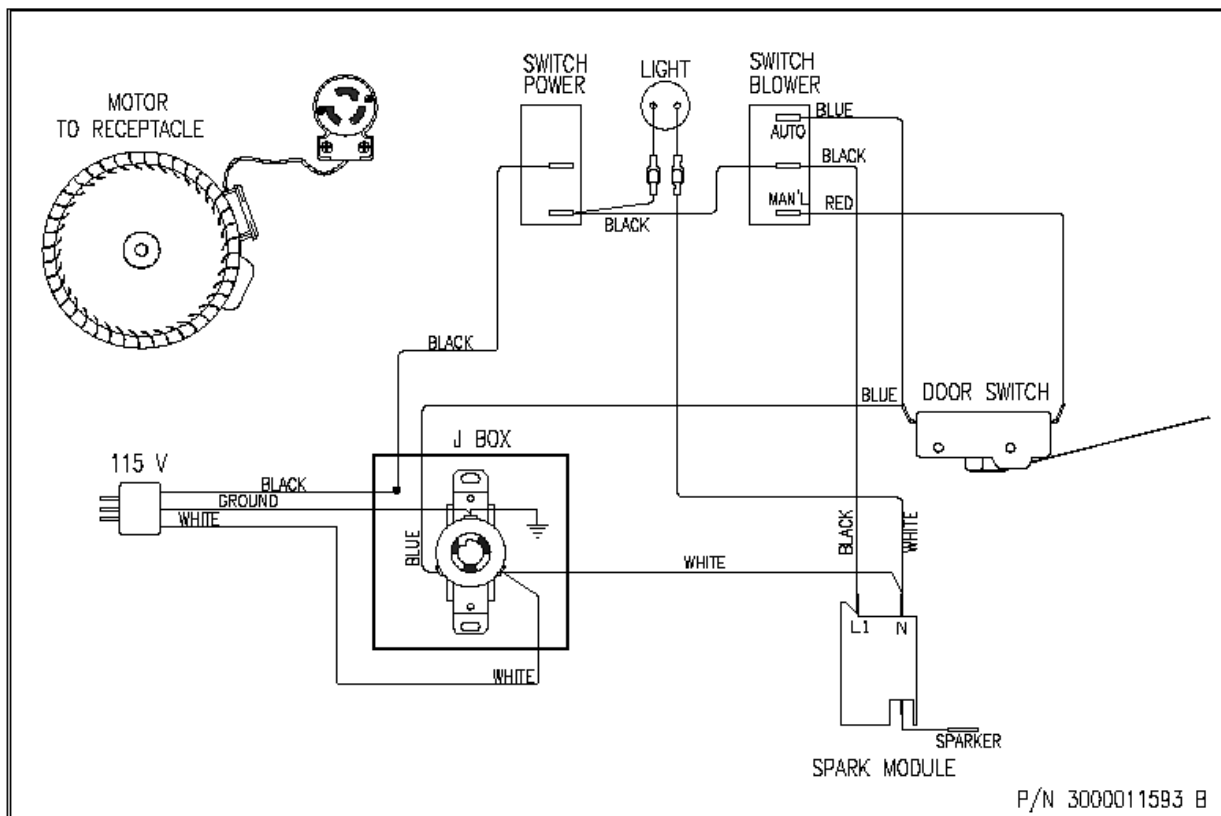 MOTOR
TO RECEPTACLE
SWITCH
POWER
LIGHT
SWITCH
BLOWER
BLUE
AUTO
BLACK
MAN'L
RED
BLACK
BLACK
BLUE
DOOR SWITCH
J BOX
115 V
BLACK
GROUND
WHITE
BLUE
BLACK
WHITE
WHITE
WHITE
L1
N
SPARKER
SPARK MODULE
P/N 3000011593 B